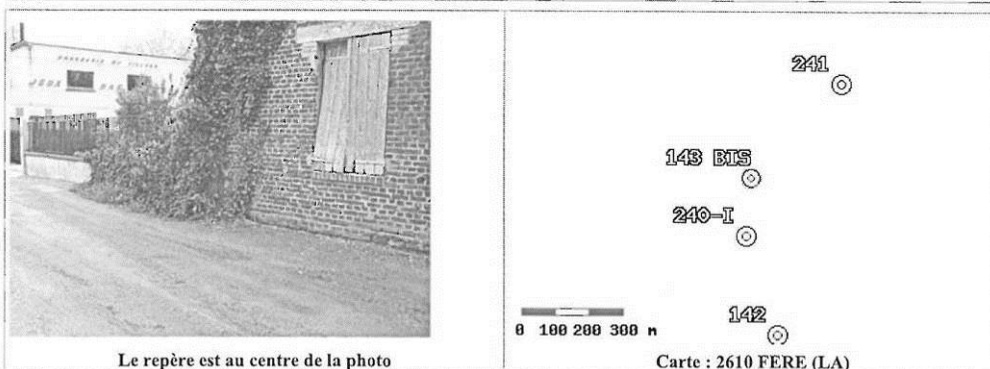 241
143 BIS
240-I
142
0 100 200 300 m
Le repère est au centre de la photo
Carte : 2610 FERE (LA)